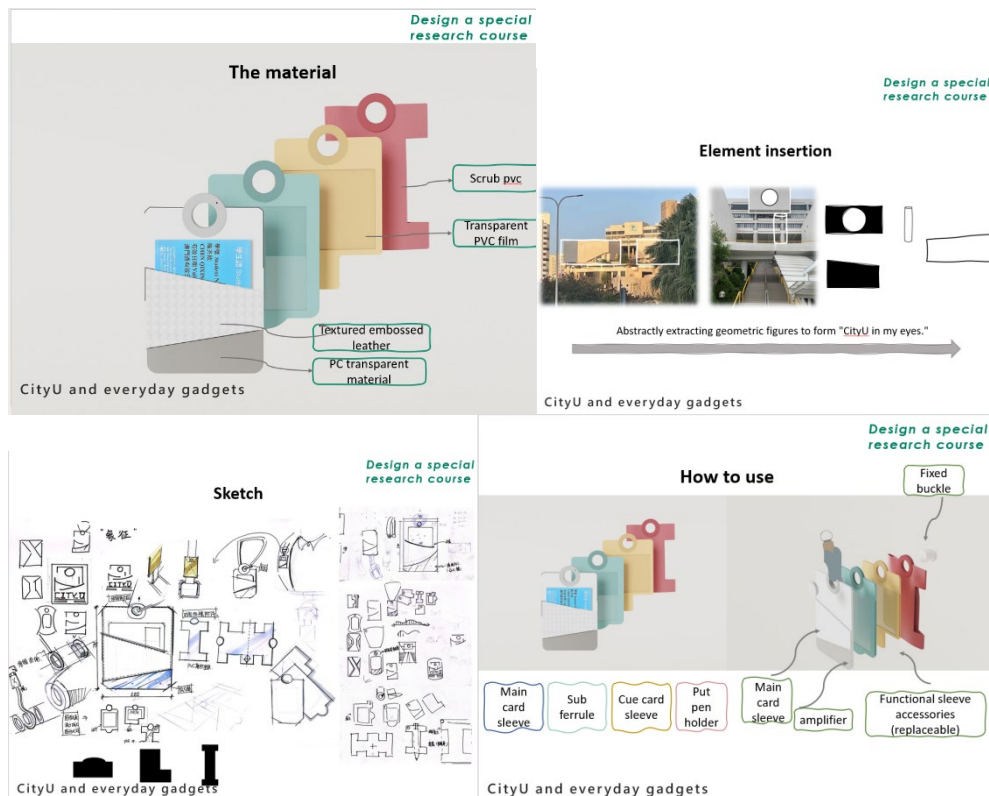 Design a special
research course
The material
Scrub pvc
Transparent
PVC film
Textured embossed
leather
PC transparent
material
CityU and everyday gadgets
Design a special
research course
Element insertion
Abstractly extracting geometric figures to form "CityU in my eyes."
CityU and everyday gadgets
Design a special
research course
Sketch
CityU and everyday gadgets
Design a special
research course
How to use
Fixed
buckle
Main
card
sleeve
Sub
ferrule
Cue card
sleeve
Put
pen
holder
Main
card
sleeve
amplifier
Functional sleeve
accessories
(replaceable)
CityU and everyday gadgets